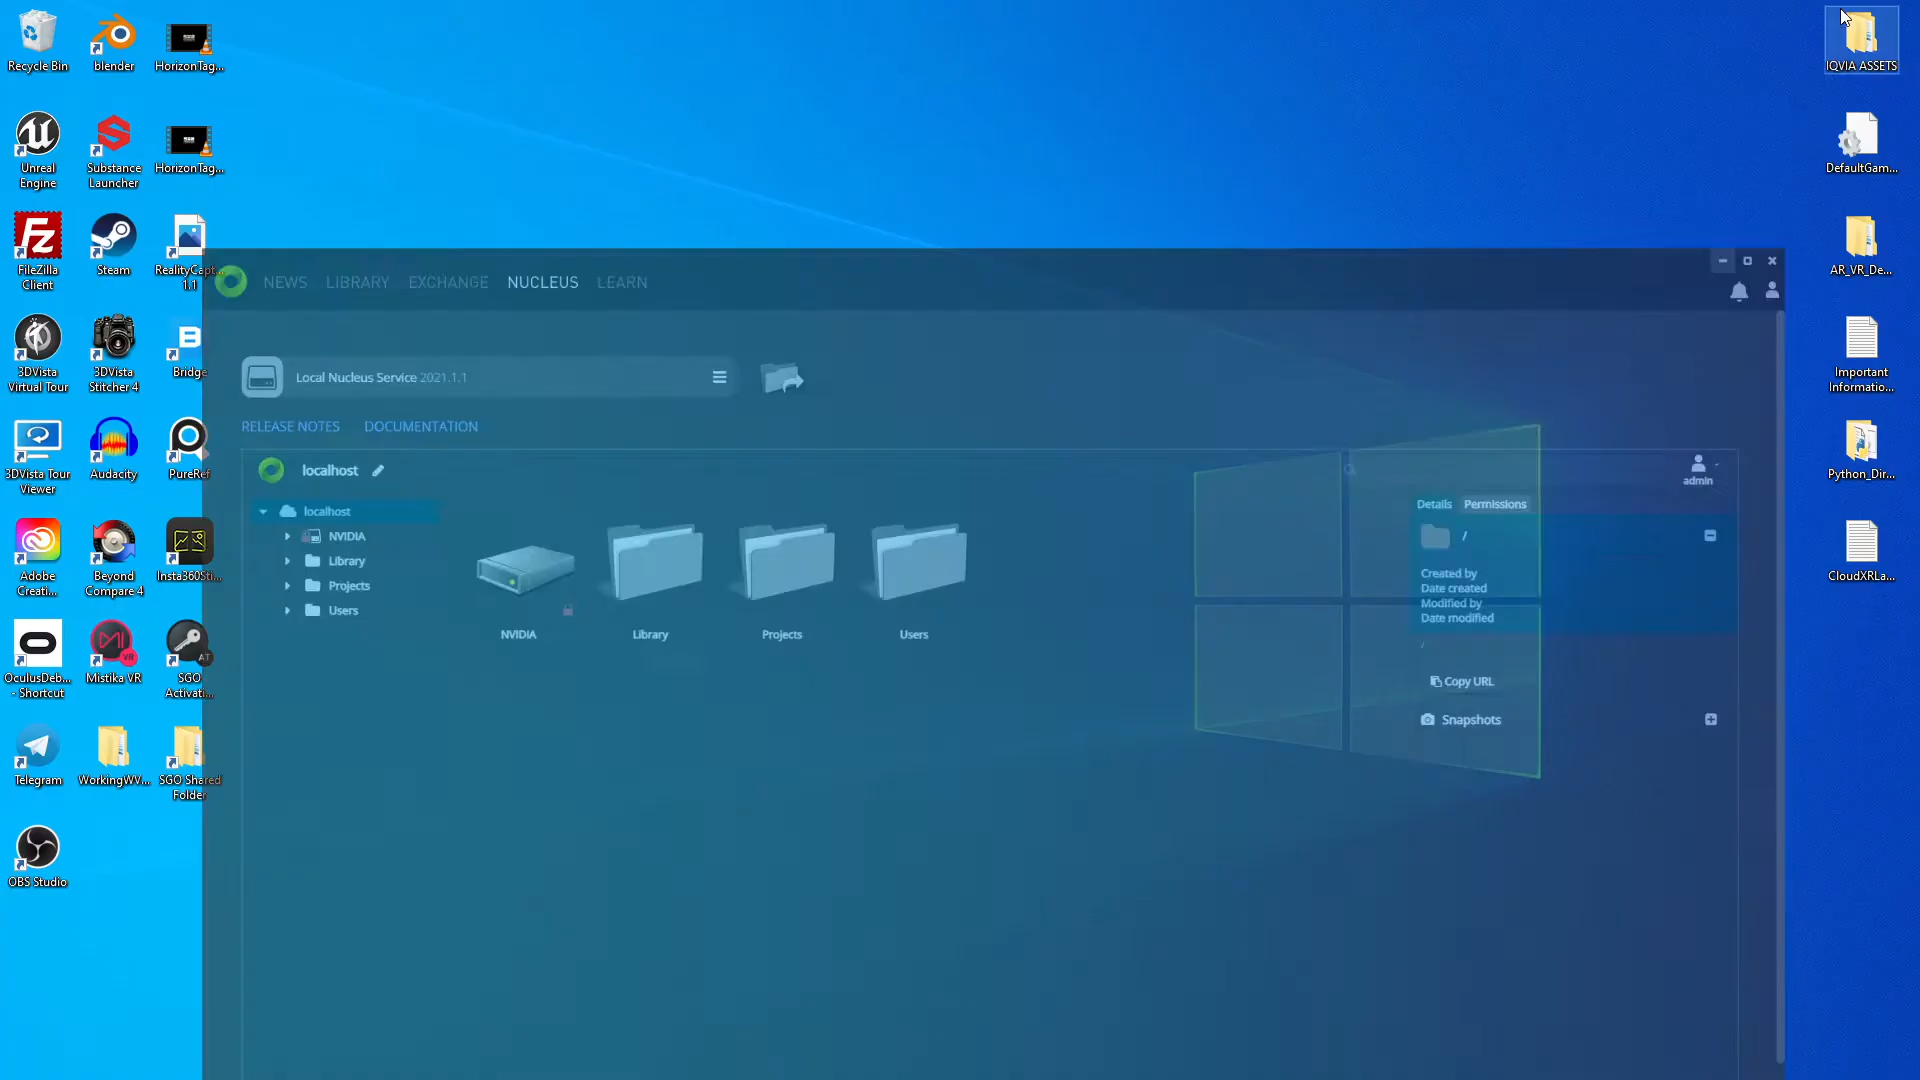 Recycle Bin
blender
HorizonTag...
IQVIA ASSETS
Unreal
Engine
Substance
Launcher
HorizonTag...
DefaultGam...
FileZilla
Client
Steam
RealityCapt...
1.1
AR_VR_De...
NEWS LIBRARY EXCHANGE NUCLEUS LEARN
3DVista
Virtual Tour
3DVista
Stitcher 4
Bridge
Important
Informatio...
Local Nucleus Service 2021.1.1
RELEASE NOTES DOCUMENTATION
3DVista Tour
Viewer
Audacity
PureRef
Python_Dir...
localhost
admin
localhost
NVIDIA
Library
Projects
Users
NVIDIA
Library
Projects
Users
Details Permissions
/
Created by
Date created
Modified by
Date modified
/
Copy URL
Snapshots
Adobe
Creati...
Beyond
Compare 4
Insta360Sti...
CloudXRLa...
OculusDeb...
- Shortcut
Mistika VR
SGO
Activati...
Telegram
WorkingWV...
SGO Shared
Folder
OBS Studio